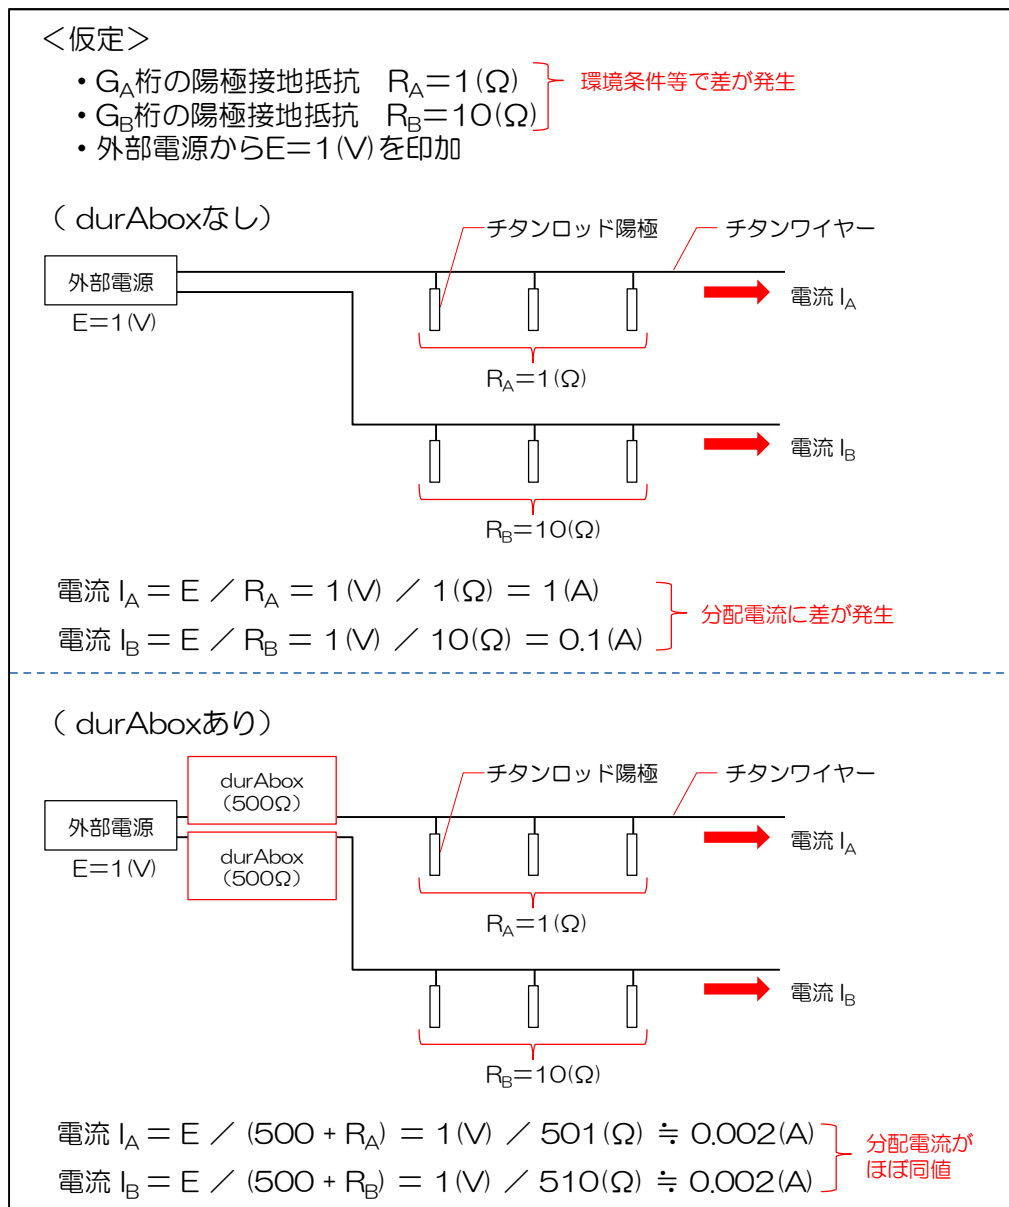 ＜仮定＞
・GA桁の陽極接地抵抗　RA＝1(Ω)
・GB桁の陽極接地抵抗　RB＝10(Ω)
環境条件等で差が発生
・外部電源からE＝1(V)を印加
（ durAboxなし）
チタンロッド陽極
チタンワイヤー
外部電源
E＝1(V)
電流 IA
RA＝1(Ω)
電流 IB
RB＝10(Ω)
電流 IA ＝ E ／ RA ＝ 1(V) ／ 1(Ω) ＝ 1(A)
電流 IB ＝ E ／ RB ＝ 1(V) ／ 10(Ω) ＝ 0.1(A)
分配電流に差が発生
（ durAboxあり）
durAbox
（500Ω）
チタンロッド陽極
チタンワイヤー
外部電源
E＝1(V)
durAbox
（500Ω）
電流 IA
RA＝1(Ω)
電流 IB
RB＝10(Ω)
電流 IA ＝ E ／ (500 + RA) ＝ 1(V) ／ 501(Ω) ≒ 0.002(A)
電流 IB ＝ E ／ (500 + RB) ＝ 1(V) ／ 510(Ω) ≒ 0.002(A)
分配電流が
ほぼ同値